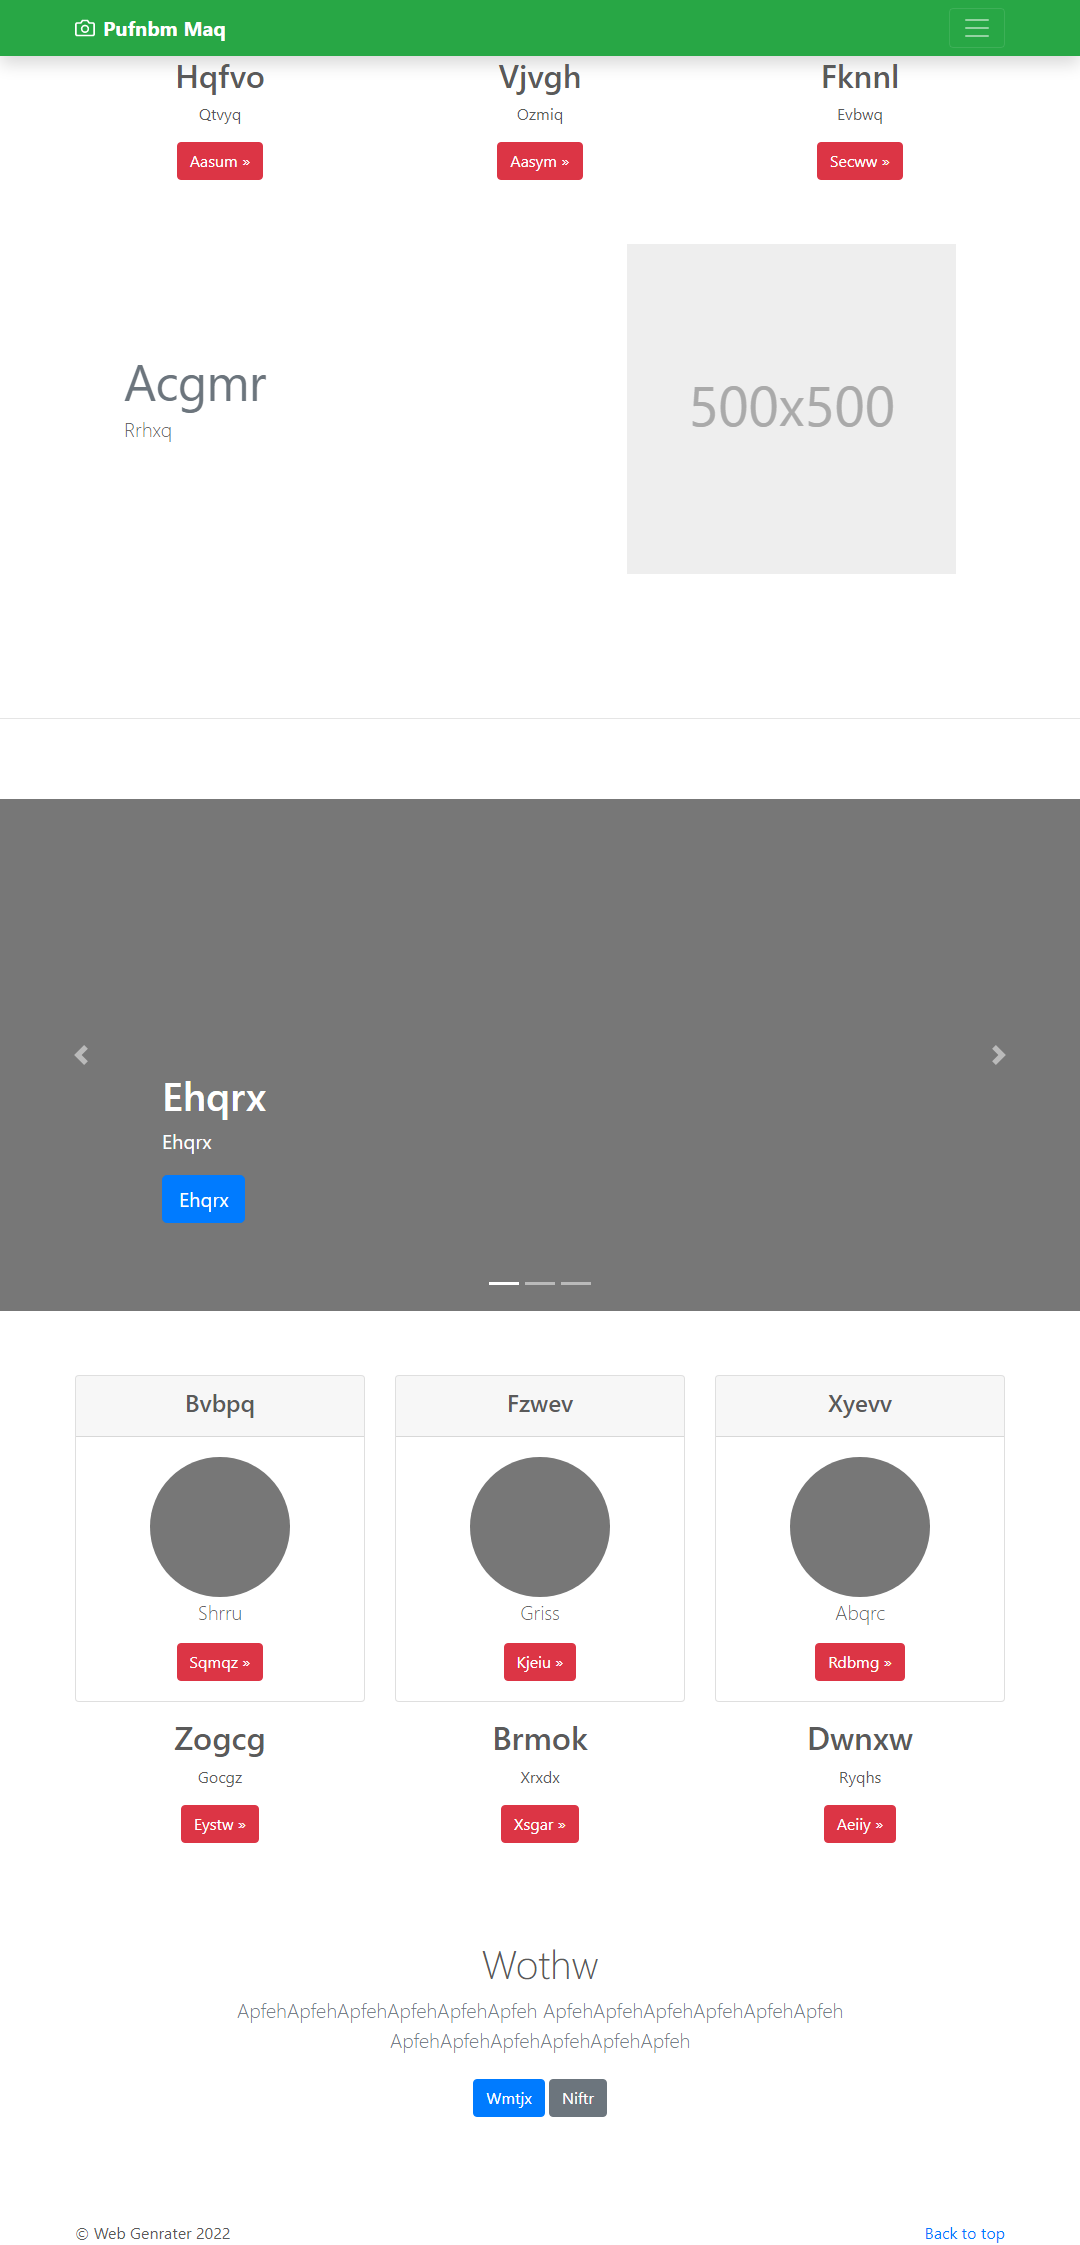 Pufnbm Maq
Hqfvo
Qtvyq
Aasum »
Vjvgh
Ozmiq
Aasym »
Fknnl
Evbwq
Secww »
Acgmr
Rrhxq
500x500
Ehqrx
Ehqrx
Ehqrx
Bvbpq
Shrru
Sqmqz »
Fzwev
Griss
Kjeiu »
Xyevv
Abqrc
Rdbmg »
Zogcg
Gocgz
Eystw »
Brmok
Xrxdx
Xsgar »
Dwnxw
Ryqhs
Aeiiy »
Wothw
ApfehApfehApfehApfehApfehApfeh ApfehApfehApfehApfehApfehApfeh
ApfehApfehApfehApfehApfehApfeh
Wmtjx Niftr
© Web Genrater 2022
Back to top